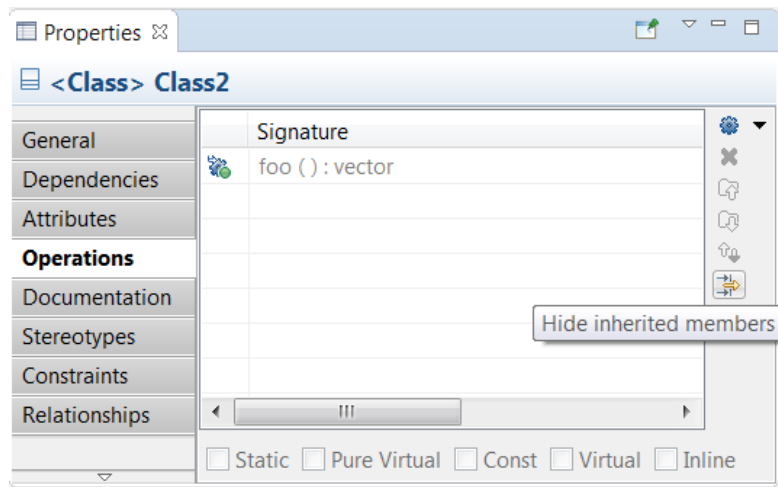 Properties
<Class> Class2
General
Dependencies
Attributes
Operations
Documentation
Stereotypes
Constraints
Relationships
Signature
foo ( ) : vector
Hide inherited members
Static Pure Virtual Const Virtual Inline